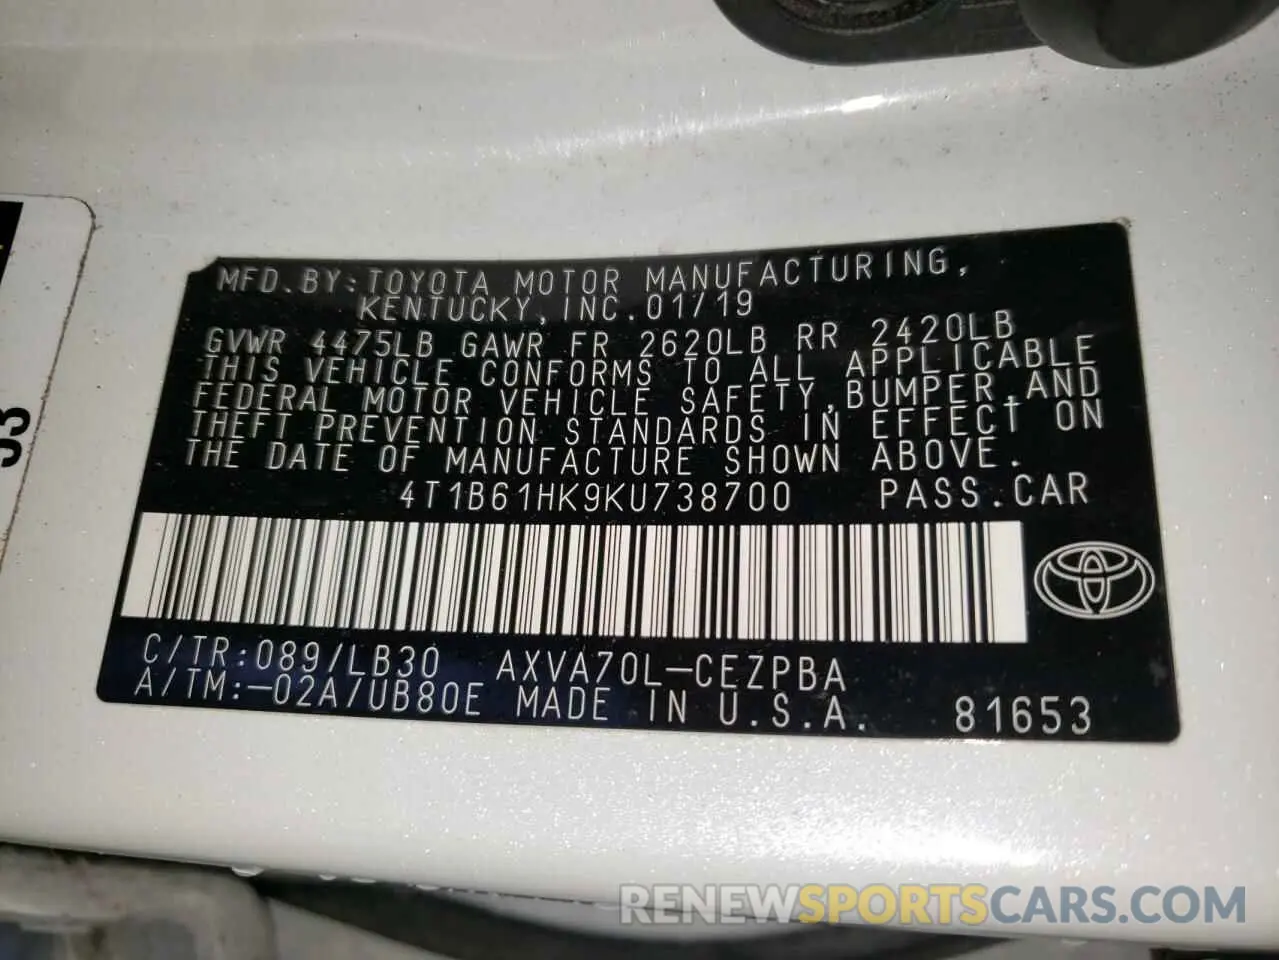 MFD.BY:TOYOTA MOTOR MANUFACTURING,
KENTUCKY,INC.01/19
GVWR 4475LB GAWR FR 2620LB RR 2420LB
THIS VEHICLE CONFORMS TO ALL APPLICABLE
FEDERAL MOTOR VEHICLE SAFETY,BUMPER,AND
THEFT PREVENTION STANDARDS IN EFFECT ON
THE DATE OF MANUFACTURE SHOWN ABOVE.
4T1B61HK9KU738700 PASS.CAR
C/TR:089/LB30 AXVA70L-CEZPBA
A/TM:-02A/UB80E MADE IN U.S.A. 81653
53
RENEWSPORTSCARS.COM